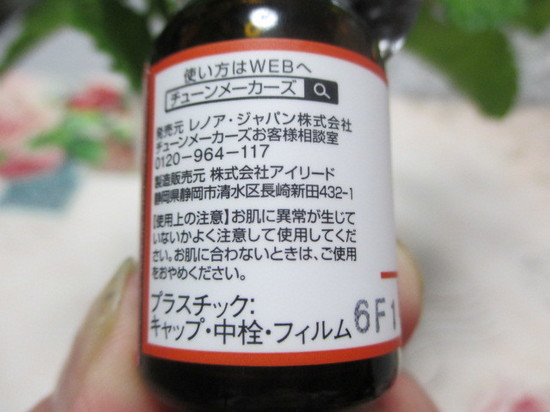 使い方はWEBへ
チューンメーカーズ
発売元 レノア・ジャパン株式会社
チューンメーカーズお客様相談室
0120-964-117
製造販売元 株式会社アイリード
静岡県静岡市清水区長崎新田432-1
【使用上の注意】お肌に異常が生じて
いないかよく注意して使用してくだ
さい。お肌に合わないときは、ご使用
をおやめください。
プラスチック:
キャップ・中栓・フィルム
6F1